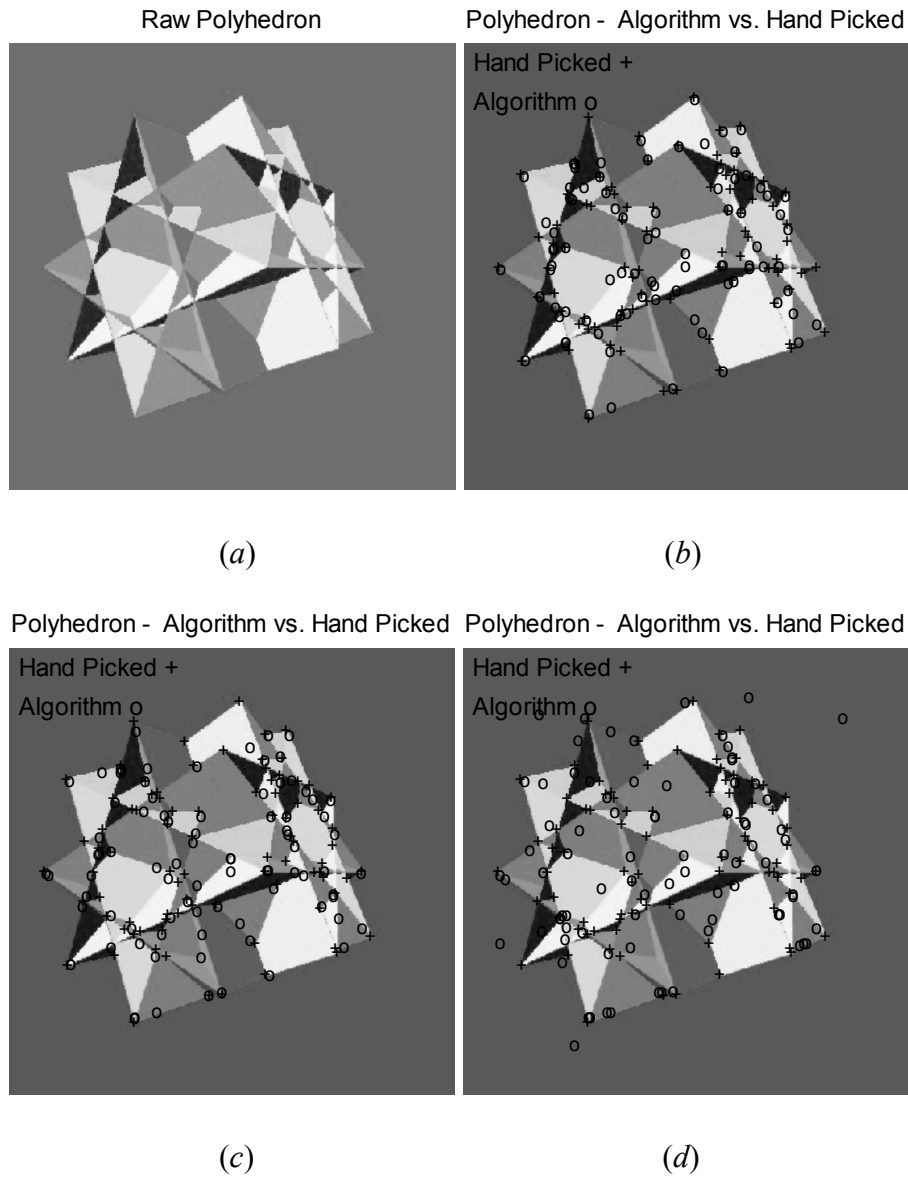 Raw Polyhedron
Polyhedron - Algorithm vs. Hand Picked
Hand Picked +
Algorithm o
(a)
(b)
Polyhedron - Algorithm vs. Hand Picked
Polyhedron - Algorithm vs. Hand Picked
Hand Picked +
Algorithm o
Hand Picked +
Algorithm o
(c)
(d)